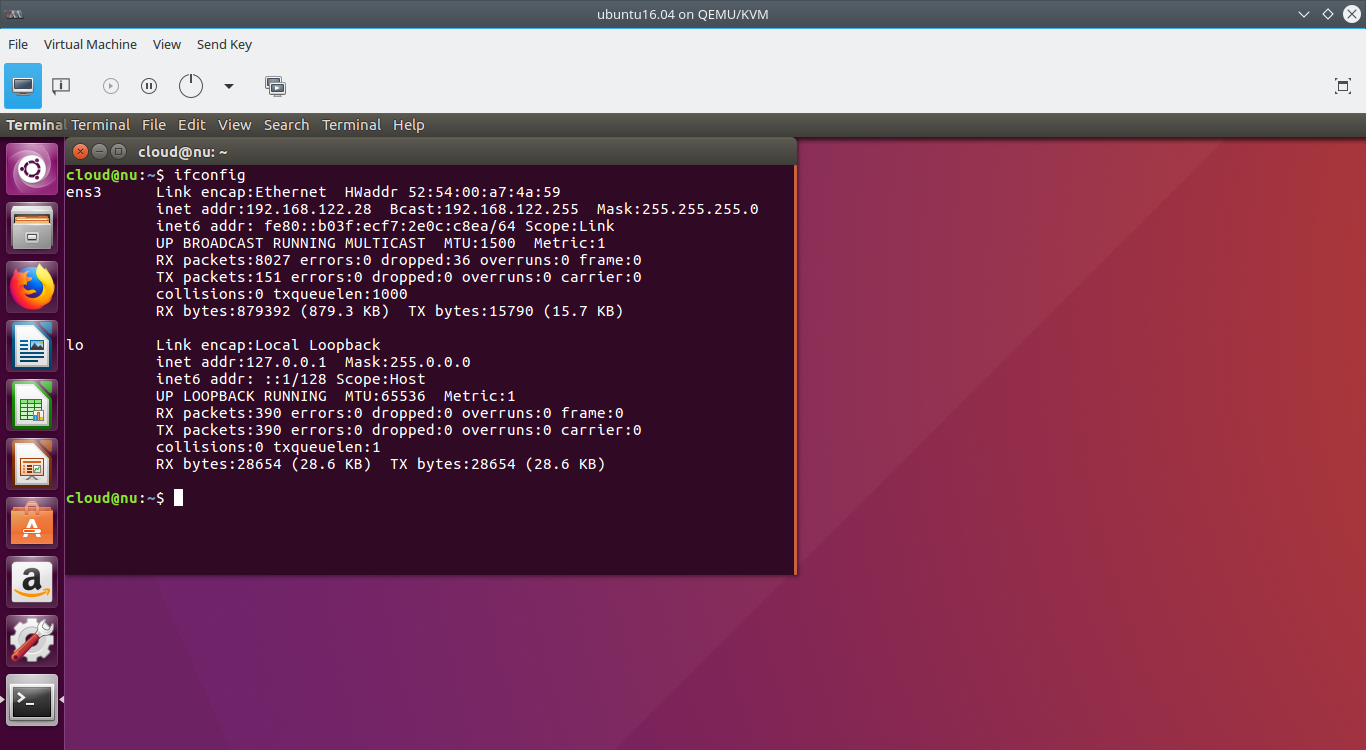 ubuntu16.04 on QEMU/KVM
File Virtual Machine View Send Key
Terminal Terminal File Edit View Search Terminal Help
cloud@nu: ~
cloud@nu:~$ ifconfig
ens3 Link encap:Ethernet HWaddr 52:54:00:a7:4a:59
inet addr:192.168.122.28 Bcast:192.168.122.255 Mask:255.255.255.0
inet6 addr: fe80::b03f:ecf7:2e0c:c8ea/64 Scope:Link
UP BROADCAST RUNNING MULTICAST MTU:1500 Metric:1
RX packets:8027 errors:0 dropped:36 overruns:0 frame:0
TX packets:151 errors:0 dropped:0 overruns:0 carrier:0
collisions:0 txqueuelen:1000
RX bytes:879392 (879.3 KB) TX bytes:15790 (15.7 KB)
lo Link encap:Local Loopback
inet addr:127.0.0.1 Mask:255.0.0.0
inet6 addr: ::1/128 Scope:Host
UP LOOPBACK RUNNING MTU:65536 Metric:1
RX packets:390 errors:0 dropped:0 overruns:0 frame:0
TX packets:390 errors:0 dropped:0 overruns:0 carrier:0
collisions:0 txqueuelen:1
RX bytes:28654 (28.6 KB) TX bytes:28654 (28.6 KB)
cloud@nu:~$